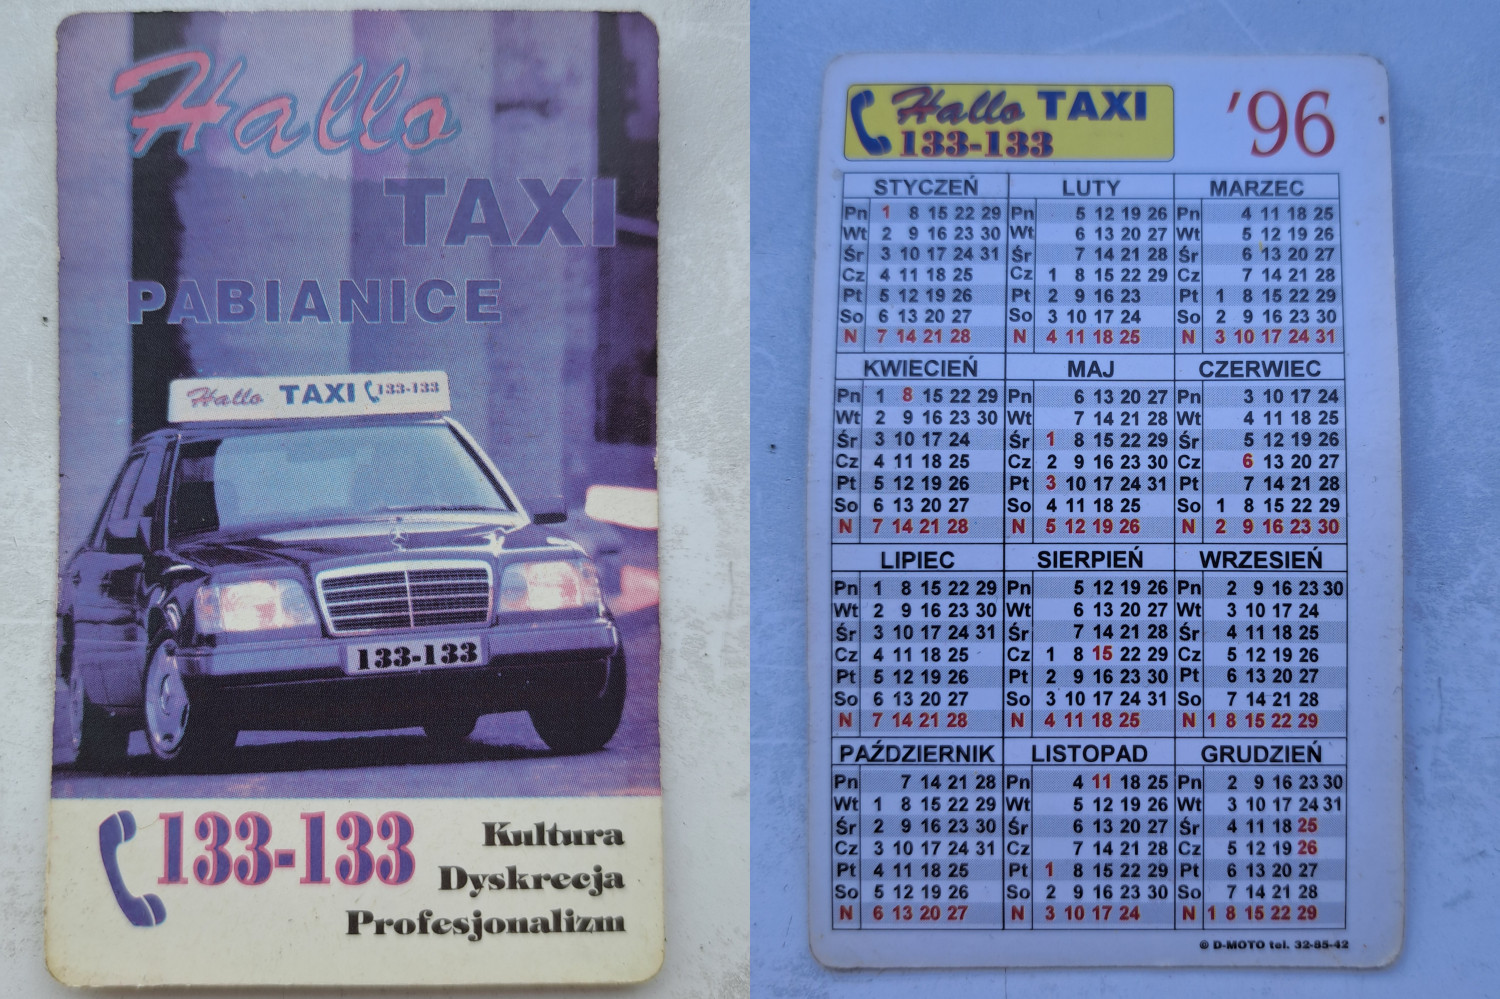 Hallo
TAXI
PABIANICE
Hallo TAXI 133-133
133-133
133-133
Kultura
Dyskrecja
Profesjonalizm
Hallo TAXI
133-133
'96
STYCZEŃ LUTY MARZEC
Pn 1 8 15 22 29 Pn 5 12 19 26 Pn 4 11 18 25
Wt 2 9 16 23 30 Wt 6 13 20 27 Wt 5 12 19 26
Śr 3 10 17 24 31 Śr 7 14 21 28 Śr 6 13 20 27
Cz 4 11 18 25 Cz 1 8 15 22 29 Cz 7 14 21 28
Pt 5 12 19 26 Pt 2 9 16 23 Pt 1 8 15 22 29
So 6 13 20 27 So 3 10 17 24 So 2 9 16 23 30
N 7 14 21 28 N 4 11 18 25 N 3 10 17 24 31
KWIECIEŃ MAJ CZERWIEC
Pn 1 8 15 22 29 Pn 6 13 20 27 Pn 3 10 17 24
Wt 2 9 16 23 30 Wt 7 14 21 28 Wt 4 11 18 25
Śr 3 10 17 24 Śr 1 8 15 22 29 Śr 5 12 19 26
Cz 4 11 18 25 Cz 2 9 16 23 30 Cz 6 13 20 27
Pt 5 12 19 26 Pt 3 10 17 24 31 Pt 7 14 21 28
So 6 13 20 27 So 4 11 18 25 So 1 8 15 22 29
N 7 14 21 28 N 5 12 19 26 N 2 9 16 23 30
LIPIEC SIERPIEŃ WRZESIEŃ
Pn 1 8 15 22 29 Pn 5 12 19 26 Pn 2 9 16 23 30
Wt 2 9 16 23 30 Wt 6 13 20 27 Wt 3 10 17 24
Śr 3 10 17 24 31 Śr 7 14 21 28 Śr 4 11 18 25
Cz 4 11 18 25 Cz 1 8 15 22 29 Cz 5 12 19 26
Pt 5 12 19 26 Pt 2 9 16 23 30 Pt 6 13 20 27
So 6 13 20 27 So 3 10 17 24 31 So 7 14 21 28
N 7 14 21 28 N 4 11 18 25 N 1 8 15 22 29
PAŹDZIERNIK LISTOPAD GRUDZIEŃ
Pn 7 14 21 28 Pn 4 11 18 25 Pn 2 9 16 23 30
Wt 1 8 15 22 29 Wt 5 12 19 26 Wt 3 10 17 24 31
Śr 2 9 16 23 30 Śr 6 13 20 27 Śr 4 11 18 25
Cz 3 10 17 24 31 Cz 7 14 21 28 Cz 5 12 19 26
Pt 4 11 18 25 Pt 1 8 15 22 29 Pt 6 13 20 27
So 5 12 19 26 So 2 9 16 23 30 So 7 14 21 28
N 6 13 20 27 N 3 10 17 24 N 1 8 15 22 29
© D-MOTO tel. 32-85-42